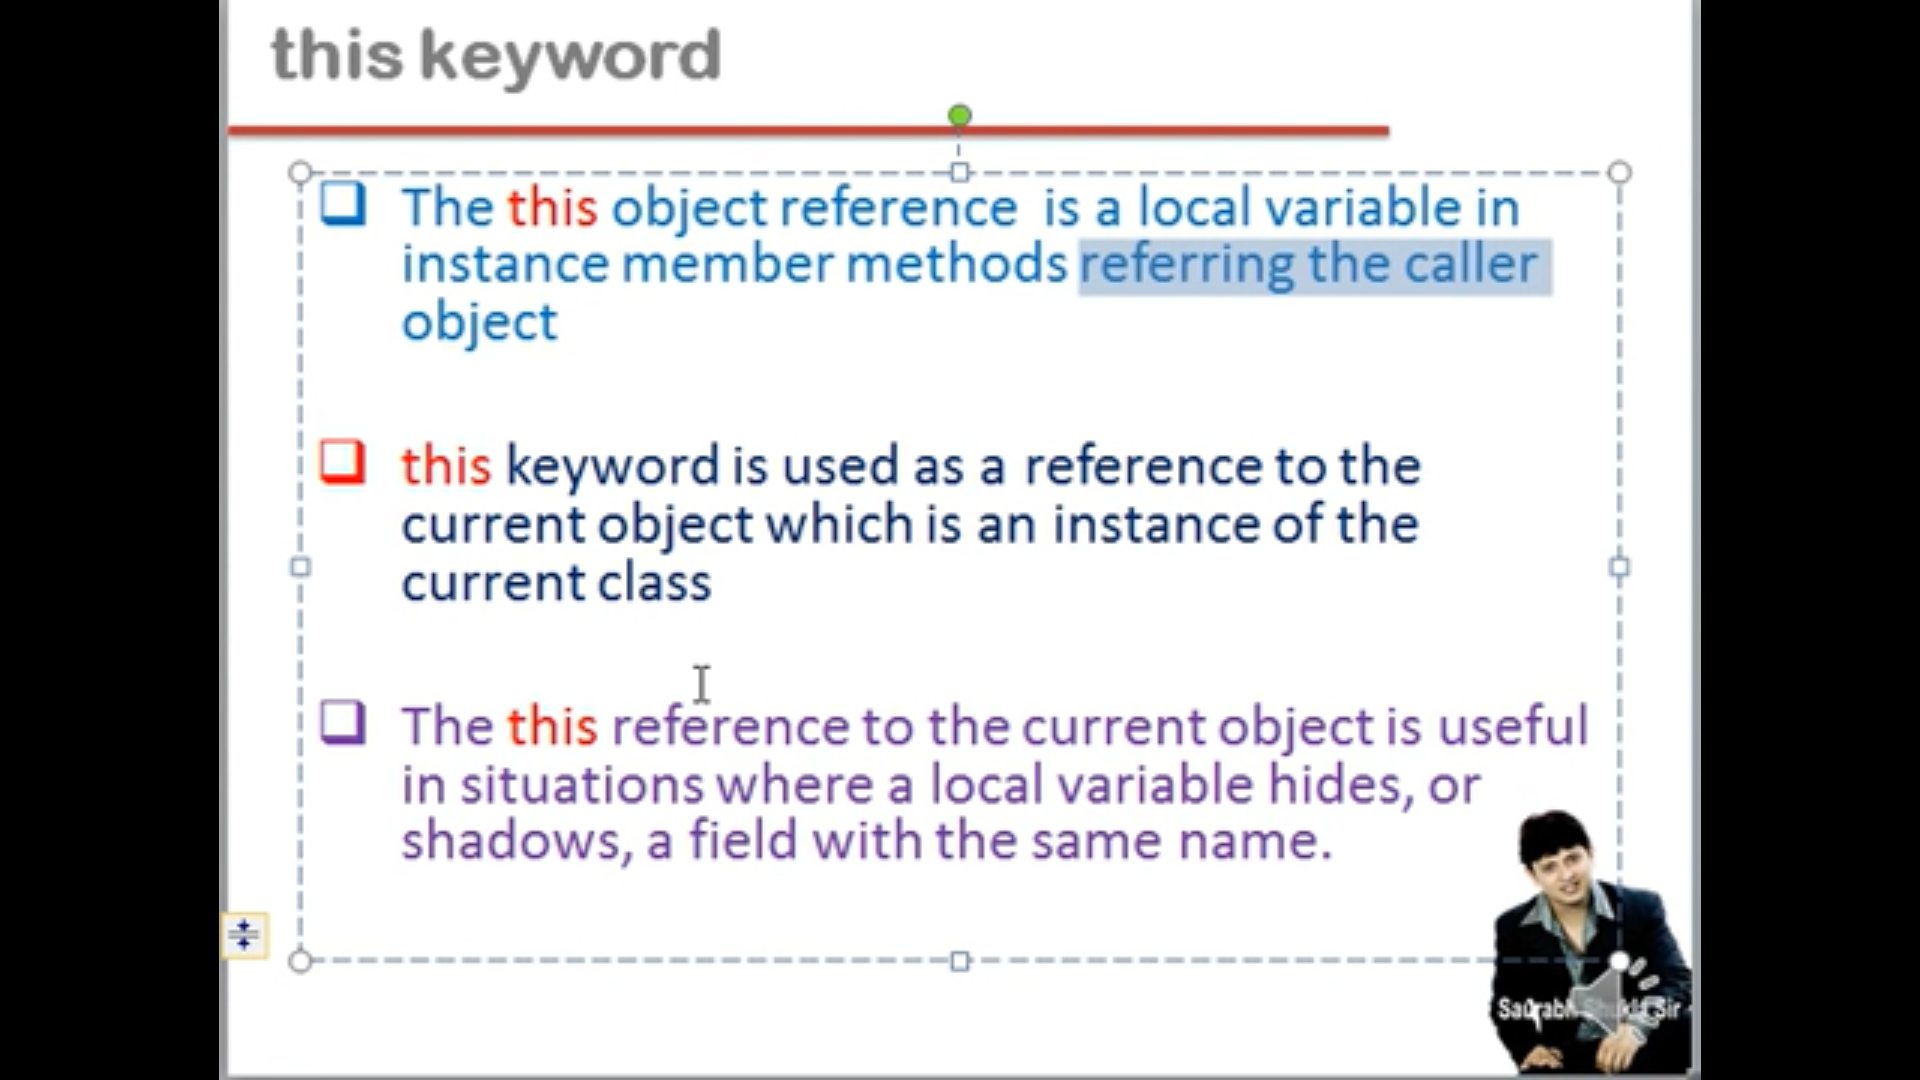 this keyword
The this object reference is a local variable in
instance member methods referring the caller
object
this keyword is used as a reference to the
current object which is an instance of the
current class
The this reference to the current object is useful
in situations where a local variable hides, or
shadows, a field with the same name.
Saurabh Shukla Sir